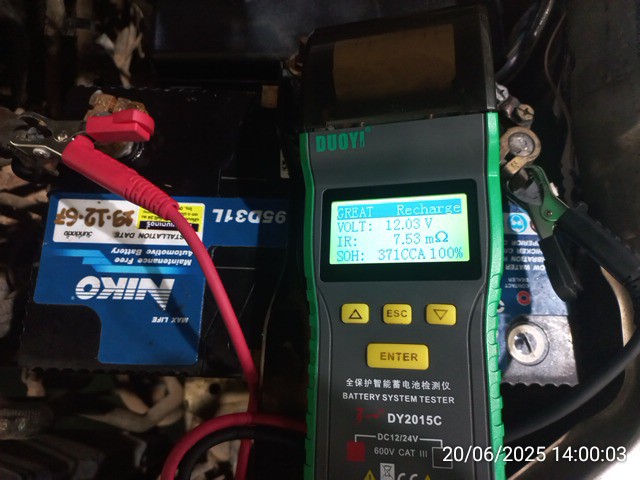 DUOYI
GREAT Recharge
VOLT: 12.03 V
IR: 7.53 mΩ
SOH: 371CCA 100%
ESC
ENTER
全保护智能蓄电池检测仪
BATTERY SYSTEM TESTER
DY2015C
DC12/24V
600V CAT III
95D31L
19-12-67
INSTALLATION DATE
Maintenance Free
Automotive Battery
NIKO
MAX LIFE
20/06/2025 14:00:03